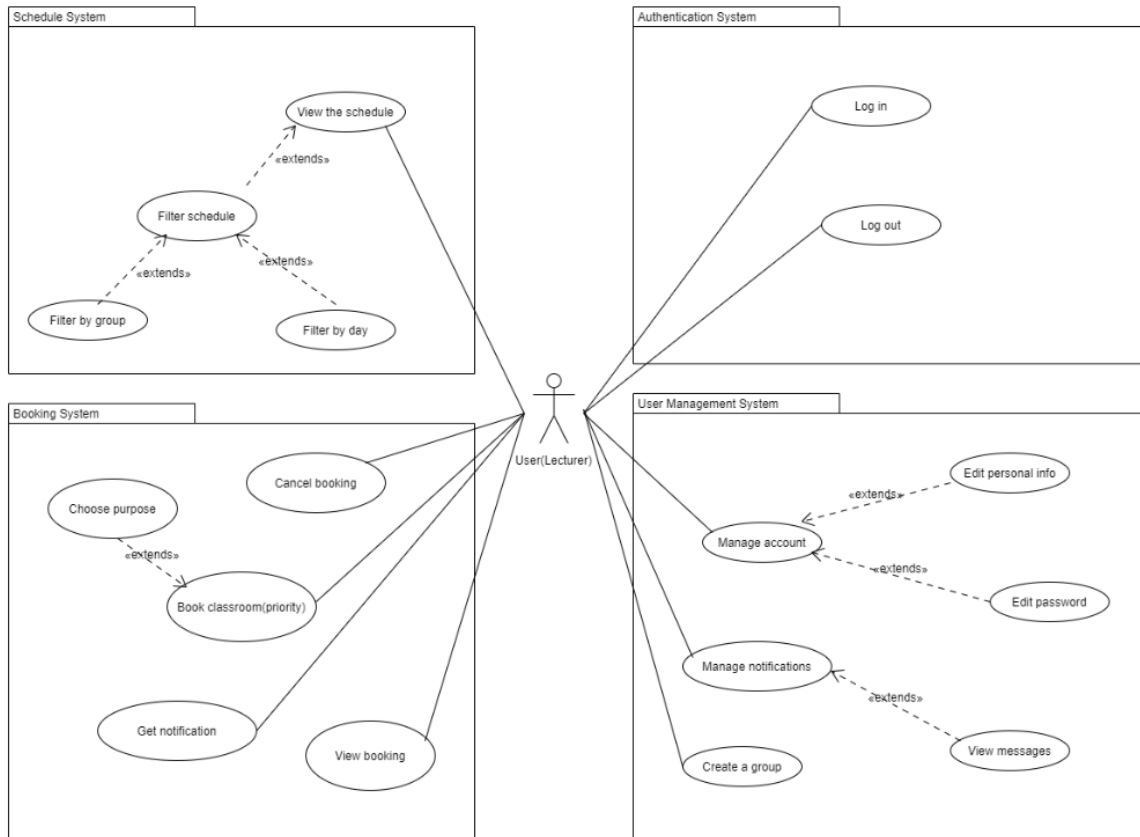 Schedule System
View the schedule
«extends»
Filter schedule
«extends»
«extends»
Filter by group
Filter by day
Authentication System
Log in
Log out
User(Lecturer)
Booking System
Cancel booking
Choose purpose
«extends»
Book classroom(priority)
Get notification
View booking
User Management System
Edit personal info
«extends»
Manage account
«extends»
Edit password
Manage notifications
«extends»
View messages
Create a group